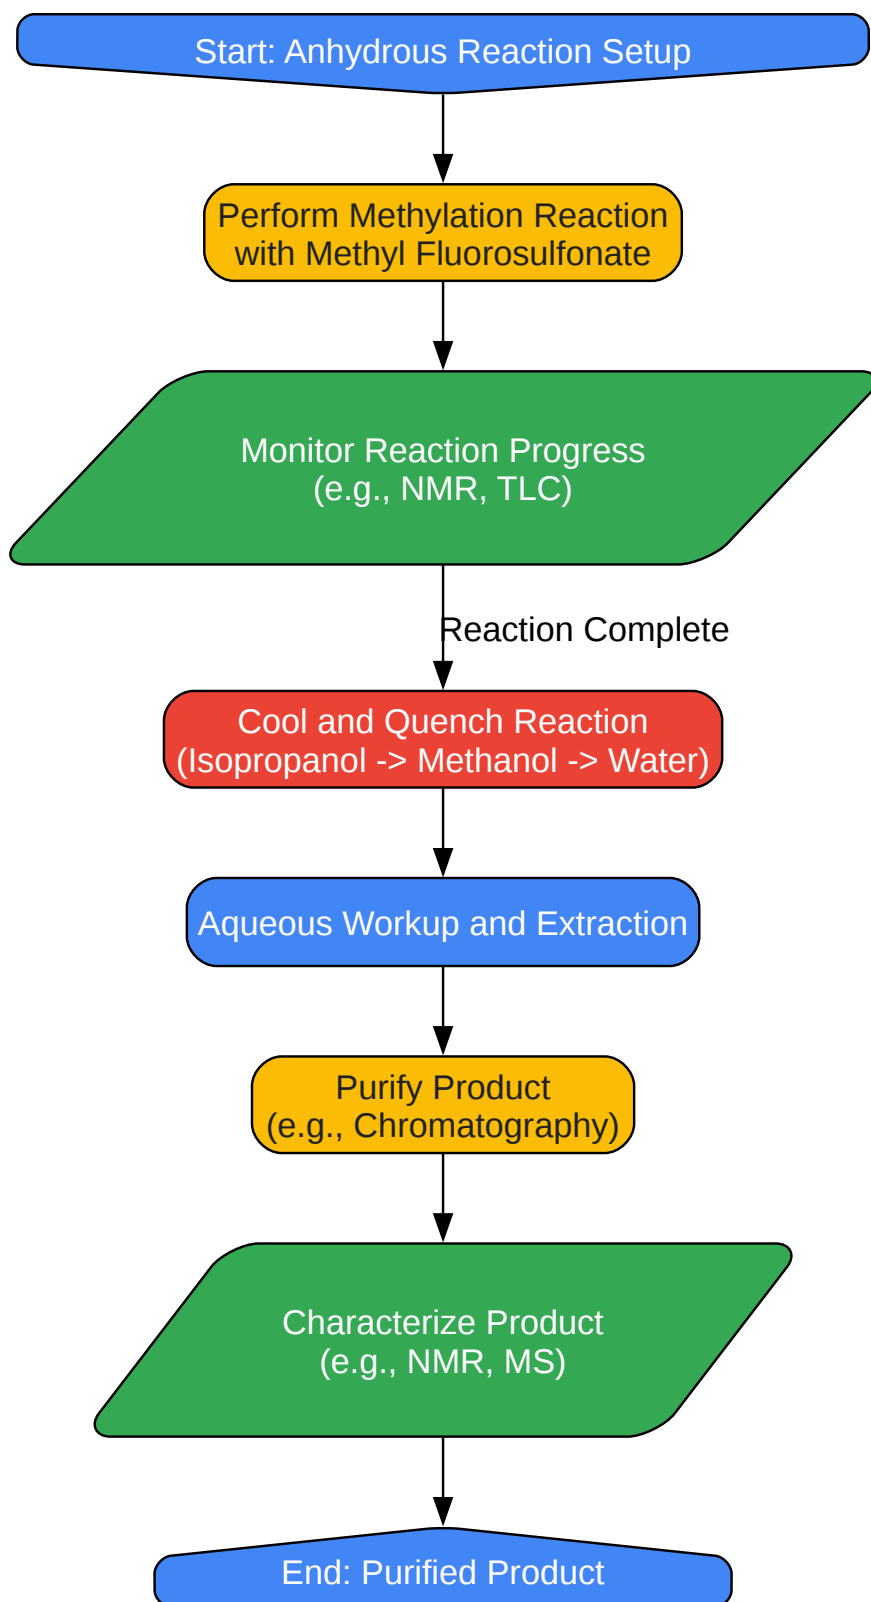 Start: Anhydrous Reaction Setup
Perform Methylation Reaction
with Methyl Fluorosulfonate
Monitor Reaction Progress
(e.g., NMR, TLC)
Reaction Complete
Cool and Quench Reaction
(Isopropanol -> Methanol -> Water)
Aqueous Workup and Extraction
Purify Product
(e.g., Chromatography)
Characterize Product
(e.g., NMR, MS)
End: Purified Product